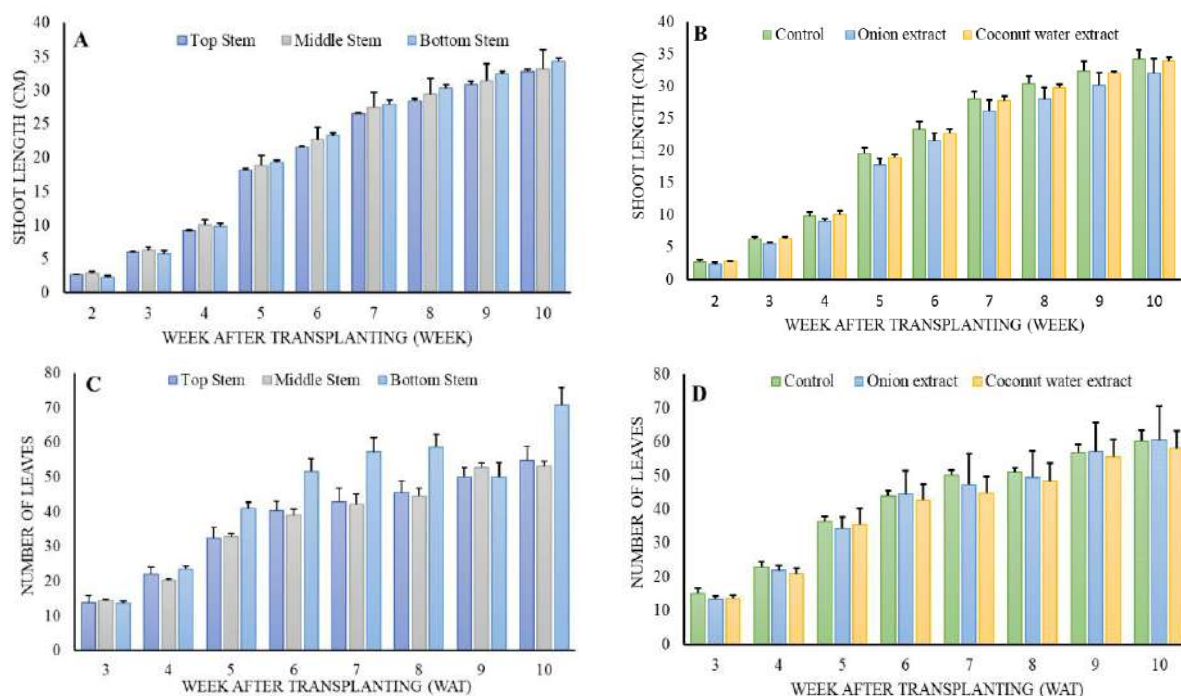 A
Top Stem Middle Stem Bottom Stem
SHOOT LENGTH (CM)
40
35
30
25
20
15
10
5
0
2 3 4 5 6 7 8 9 10
WEEK AFTER TRANSPLANTING (WEEK)
B
Control Onion extract Coconut water extract
SHOOT LENGTH (CM)
40
35
30
25
20
15
10
5
0
2 3 4 5 6 7 8 9 10
WEEK AFTER TRANSPLANTING (WEEK)
C
Top Stem Middle Stem Bottom Stem
NUMBER OF LEAVES
80
70
60
50
40
30
20
10
0
3 4 5 6 7 8 9 10
WEEK AFTER TRANSPLANTING (WAT)
D
Control Onion extract Coconut water extract
NUMBER OF LEAVES
80
70
60
50
40
30
20
10
0
3 4 5 6 7 8 9 10
WEEK AFTER TRANSPLANTING (WAT)